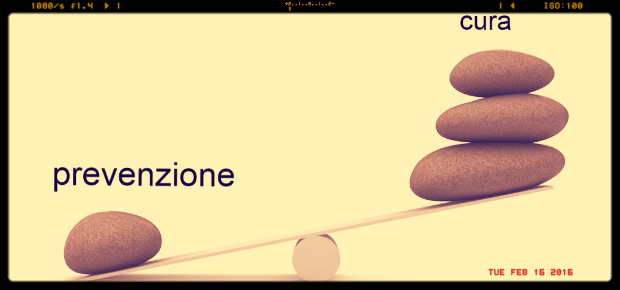 1000/s f1.4
ISO:100
cura
prevenzione
TUE FEB 16 2016